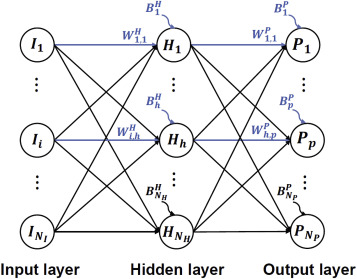 B_1^H B_1^P
I_1 W_{1,1}^H H_1 W_{1,1}^P P_1
⋮ ⋮ ⋮
B_h^H B_p^P
I_i W_{i,h}^H H_h W_{h,p}^P P_p
⋮ ⋮ ⋮
B_{N_H}^H B_{N_P}^P
I_{N_I} H_{N_H} P_{N_P}
Input layer Hidden layer Output layer